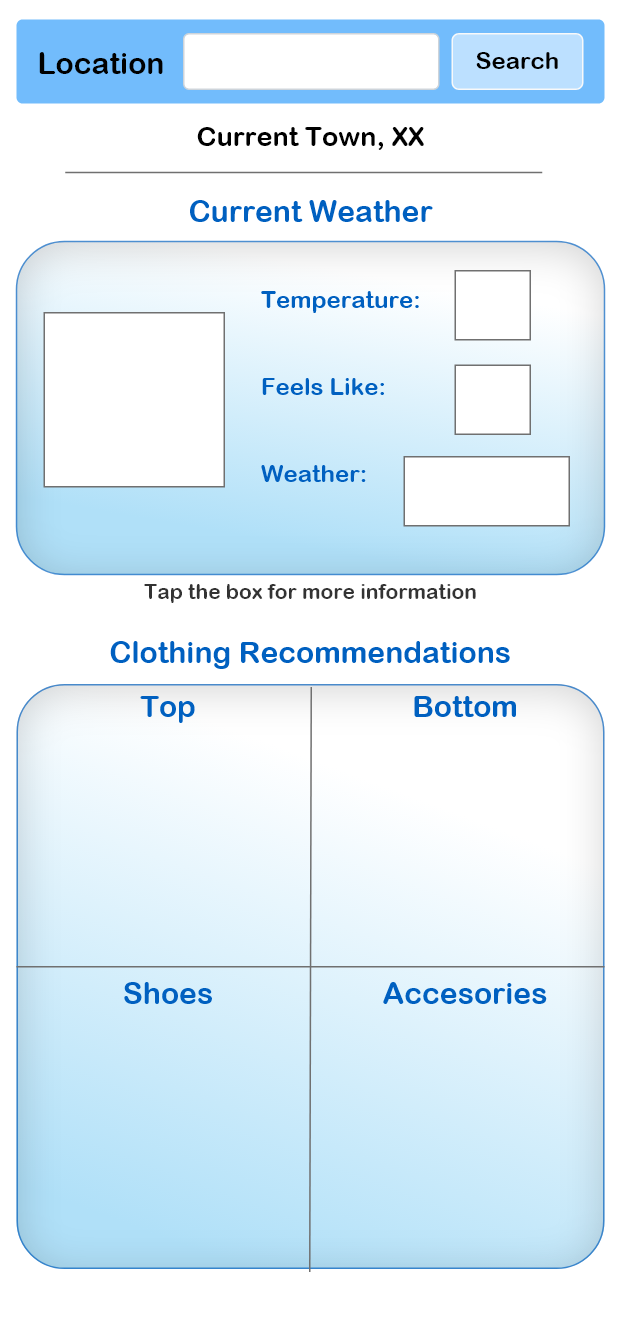 Location
Search
Current Town, XX
Current Weather
Temperature:
Feels Like:
Weather:
Tap the box for more information
Clothing Recommendations
Top
Bottom
Shoes
Accesories